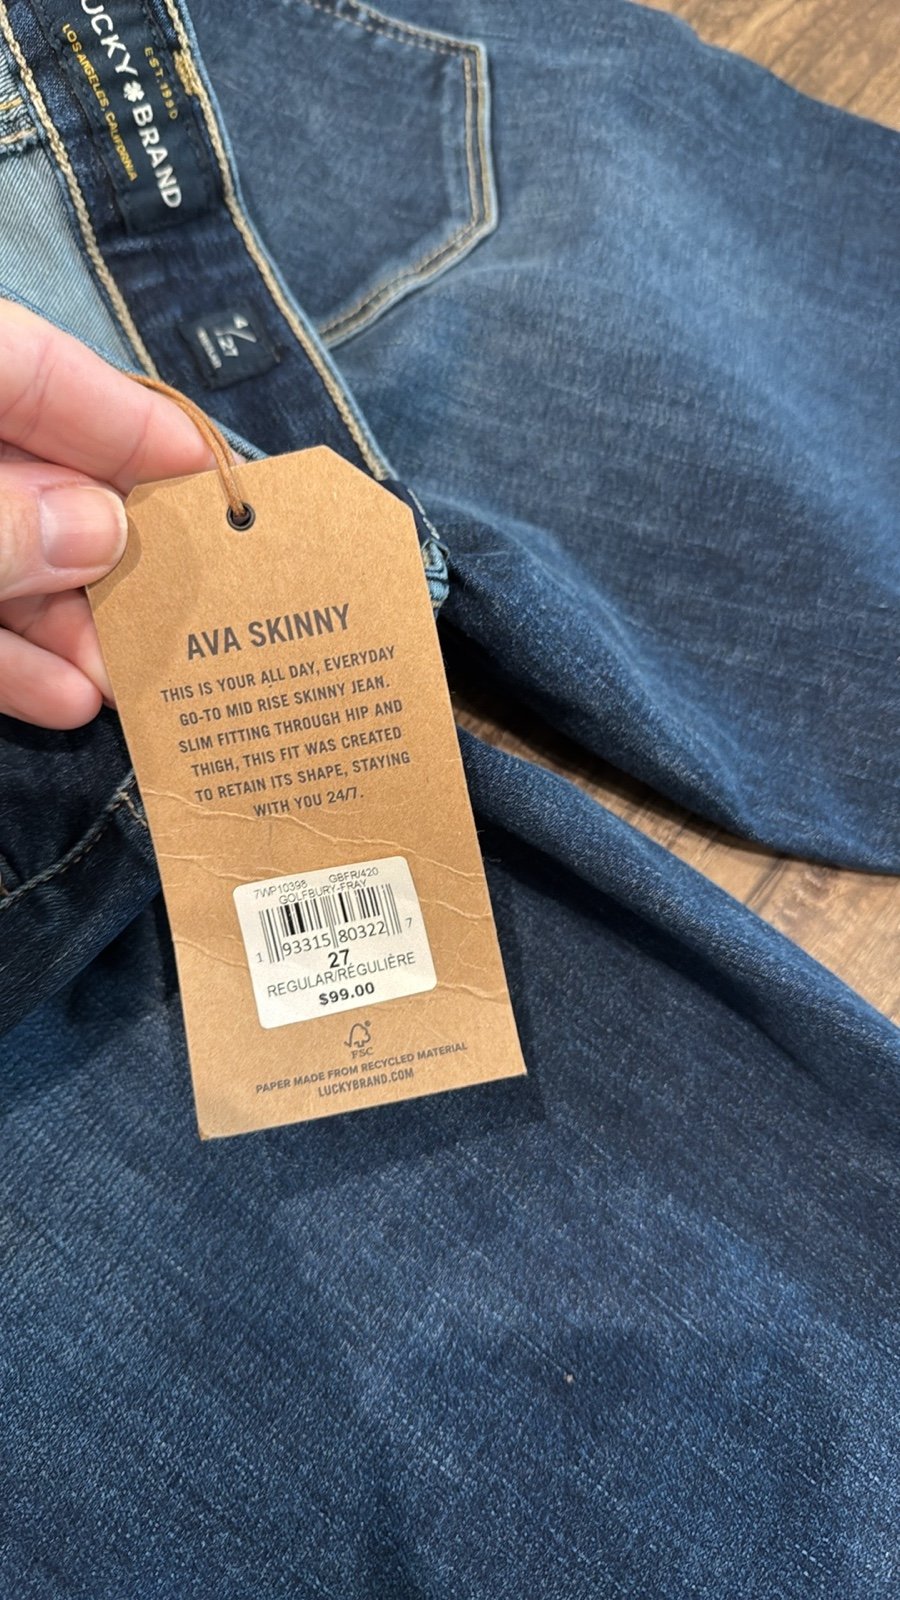 UCKY BRAND
EST. 1990
LOS ANGELES, CALIFORNIA
4/27
AVA SKINNY
THIS IS YOUR ALL DAY, EVERYDAY
GO-TO MID RISE SKINNY JEAN.
SLIM FITTING THROUGH HIP AND
THIGH, THIS FIT WAS CREATED
TO RETAIN ITS SHAPE, STAYING
WITH YOU 24/7.
7WP10398 GBFR/420
GOLFBURY-FRAY
1 93315 80322 7
27
REGULAR/RÉGULIÈRE
$99.00
FSC
PAPER MADE FROM RECYCLED MATERIAL
LUCKYBRAND.COM